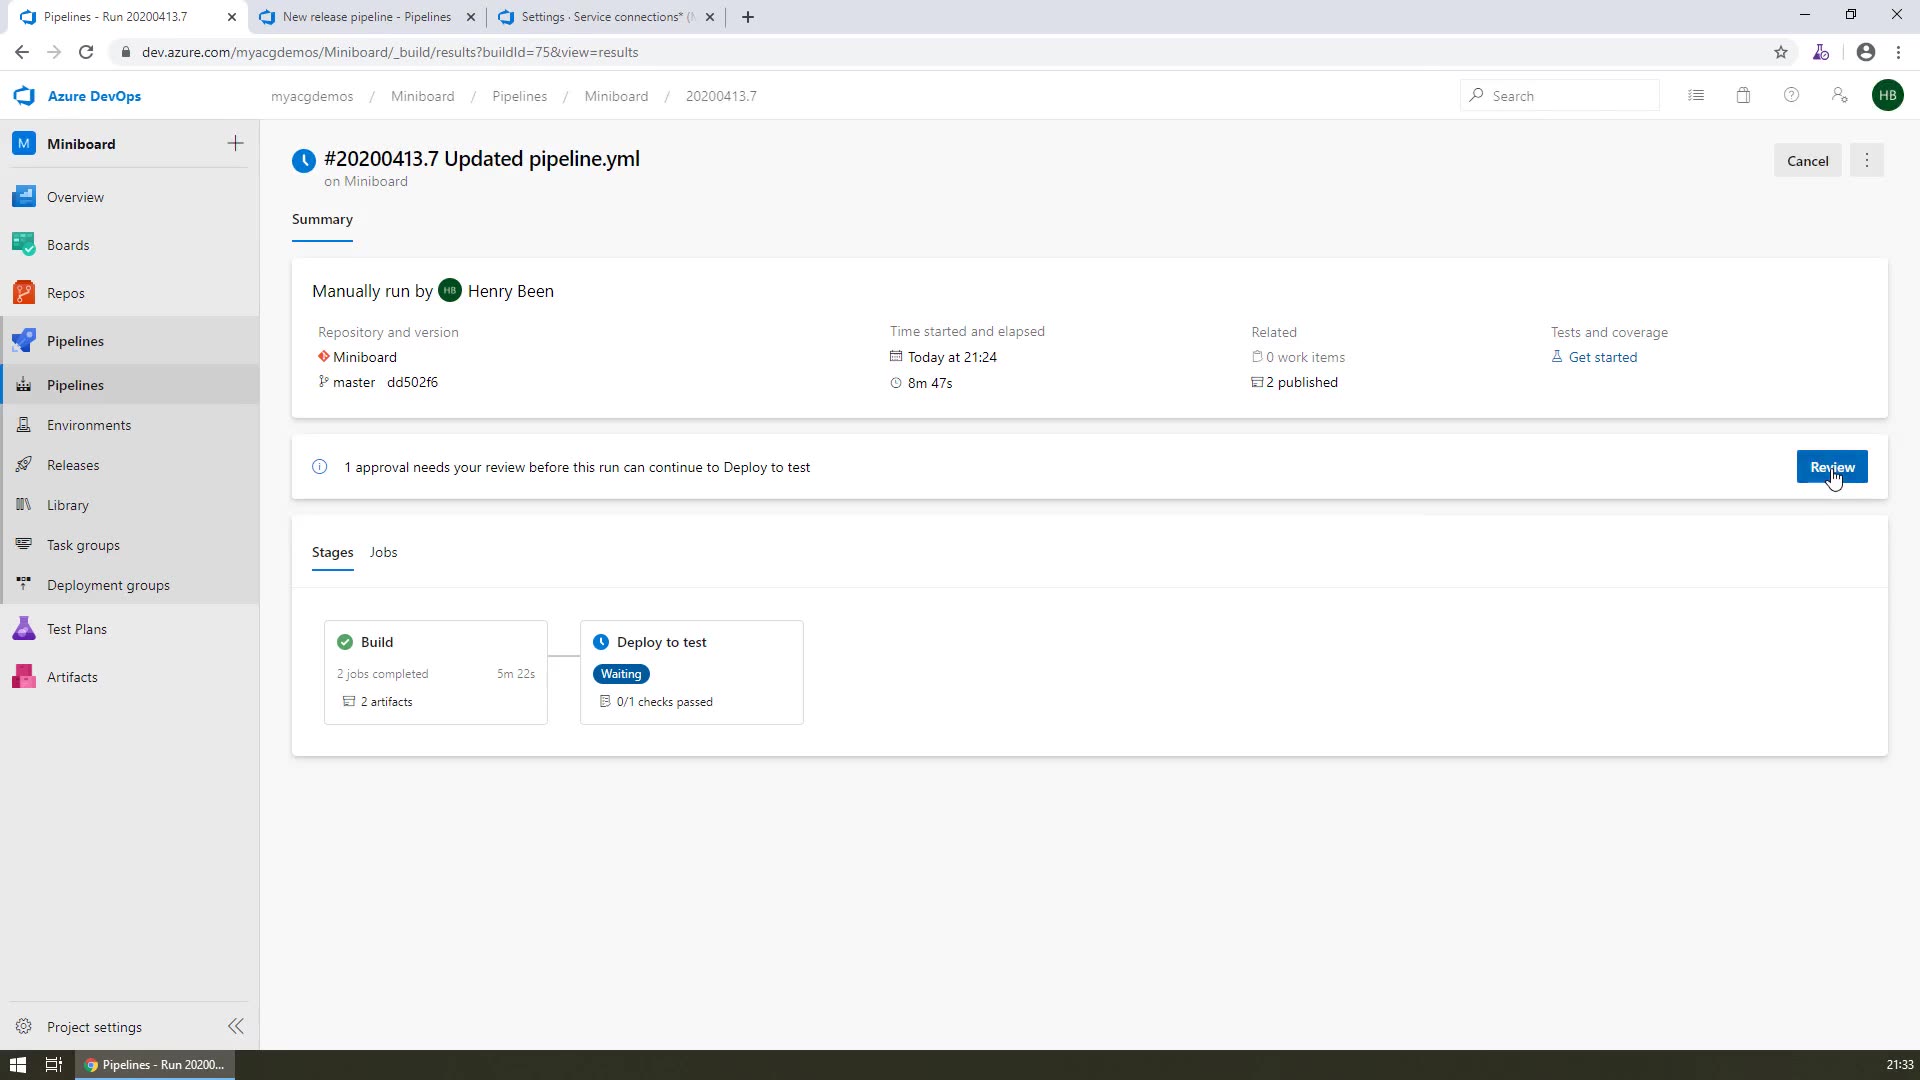 Pipelines - Run 20200413.7
New release pipeline - Pipelines
Settings · Service connections* (
dev.azure.com/myacgdemos/Miniboard/_build/results?buildId=75&view=results
Azure DevOps
myacgdemos / Miniboard / Pipelines / Miniboard / 20200413.7
Search
HB
M Miniboard
Overview
Boards
Repos
Pipelines
Pipelines
Environments
Releases
Library
Task groups
Deployment groups
Test Plans
Artifacts
Project settings
#20200413.7 Updated pipeline.yml
on Miniboard
Cancel
Summary
Manually run by HB Henry Been
Repository and version
Miniboard
master dd502f6
Time started and elapsed
Today at 21:24
8m 47s
Related
0 work items
2 published
Tests and coverage
Get started
1 approval needs your review before this run can continue to Deploy to test
Review
Stages Jobs
Build
2 jobs completed 5m 22s
2 artifacts
Deploy to test
Waiting
0/1 checks passed
Pipelines - Run 20200...
21:33